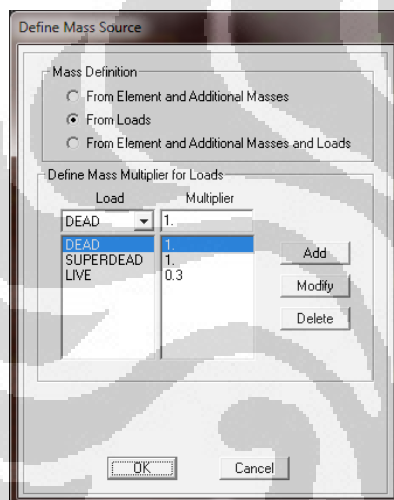 Define Mass Source
Mass Definition
From Element and Additional Masses
From Loads
From Element and Additional Masses and Loads
Define Mass Multiplier for Loads
Load Multiplier
DEAD 1.
DEAD 1.
SUPERDEAD 1.
LIVE 0.3
Add
Modify
Delete
OK Cancel